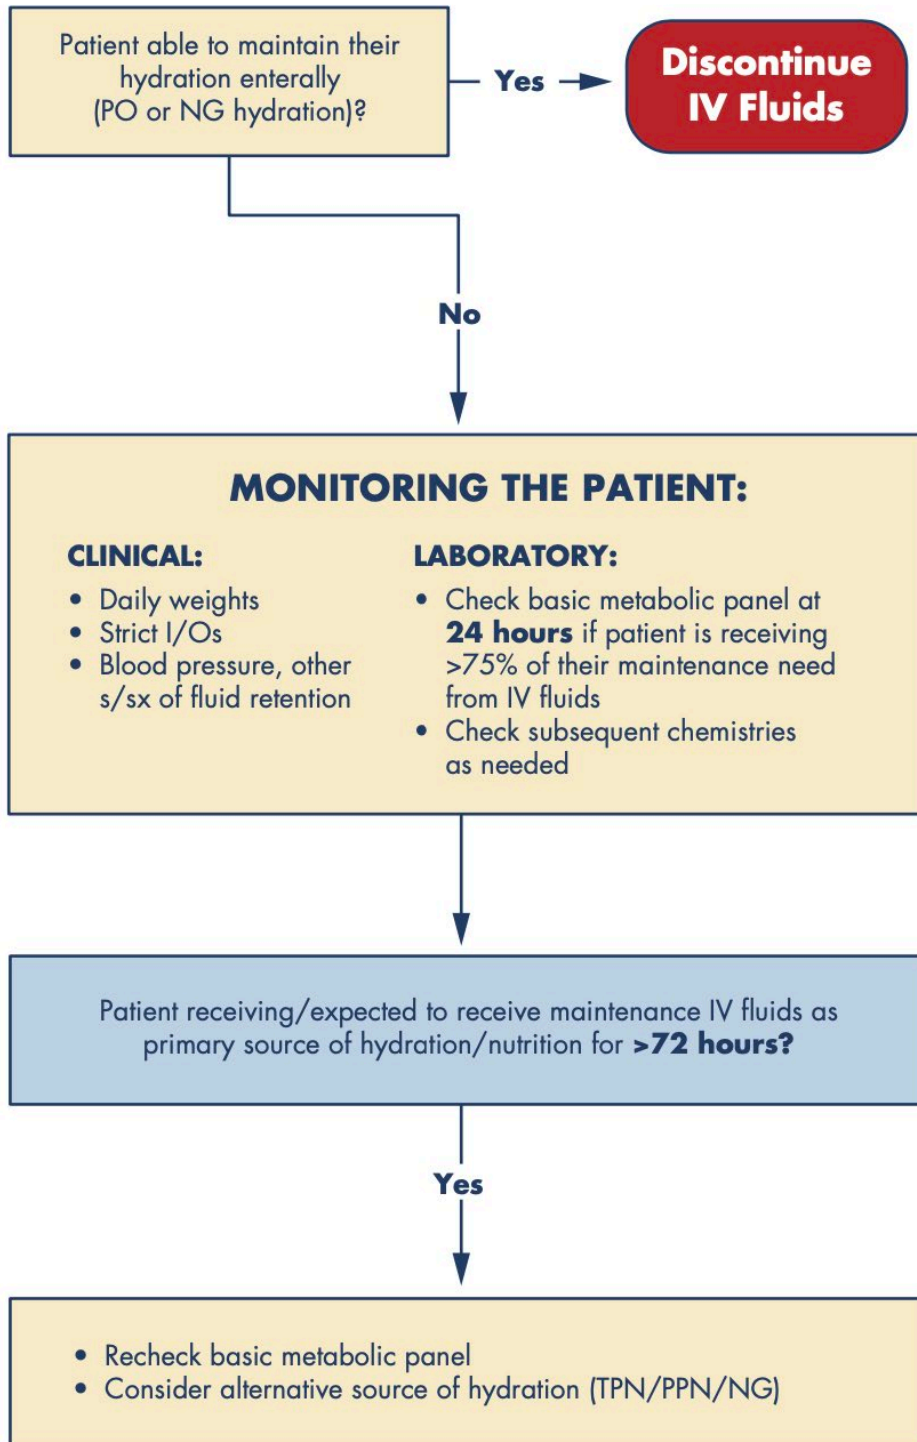 Patient able to maintain their
hydration enterally
(PO or NG hydration)?
Yes
Discontinue
IV Fluids
No
MONITORING THE PATIENT:
CLINICAL:
• Daily weights
• Strict I/Os
• Blood pressure, other
s/sx of fluid retention
LABORATORY:
• Check basic metabolic panel at
24 hours if patient is receiving
>75% of their maintenance need
from IV fluids
• Check subsequent chemistries
as needed
Patient receiving/expected to receive maintenance IV fluids as
primary source of hydration/nutrition for >72 hours?
Yes
• Recheck basic metabolic panel
• Consider alternative source of hydration (TPN/PPN/NG)